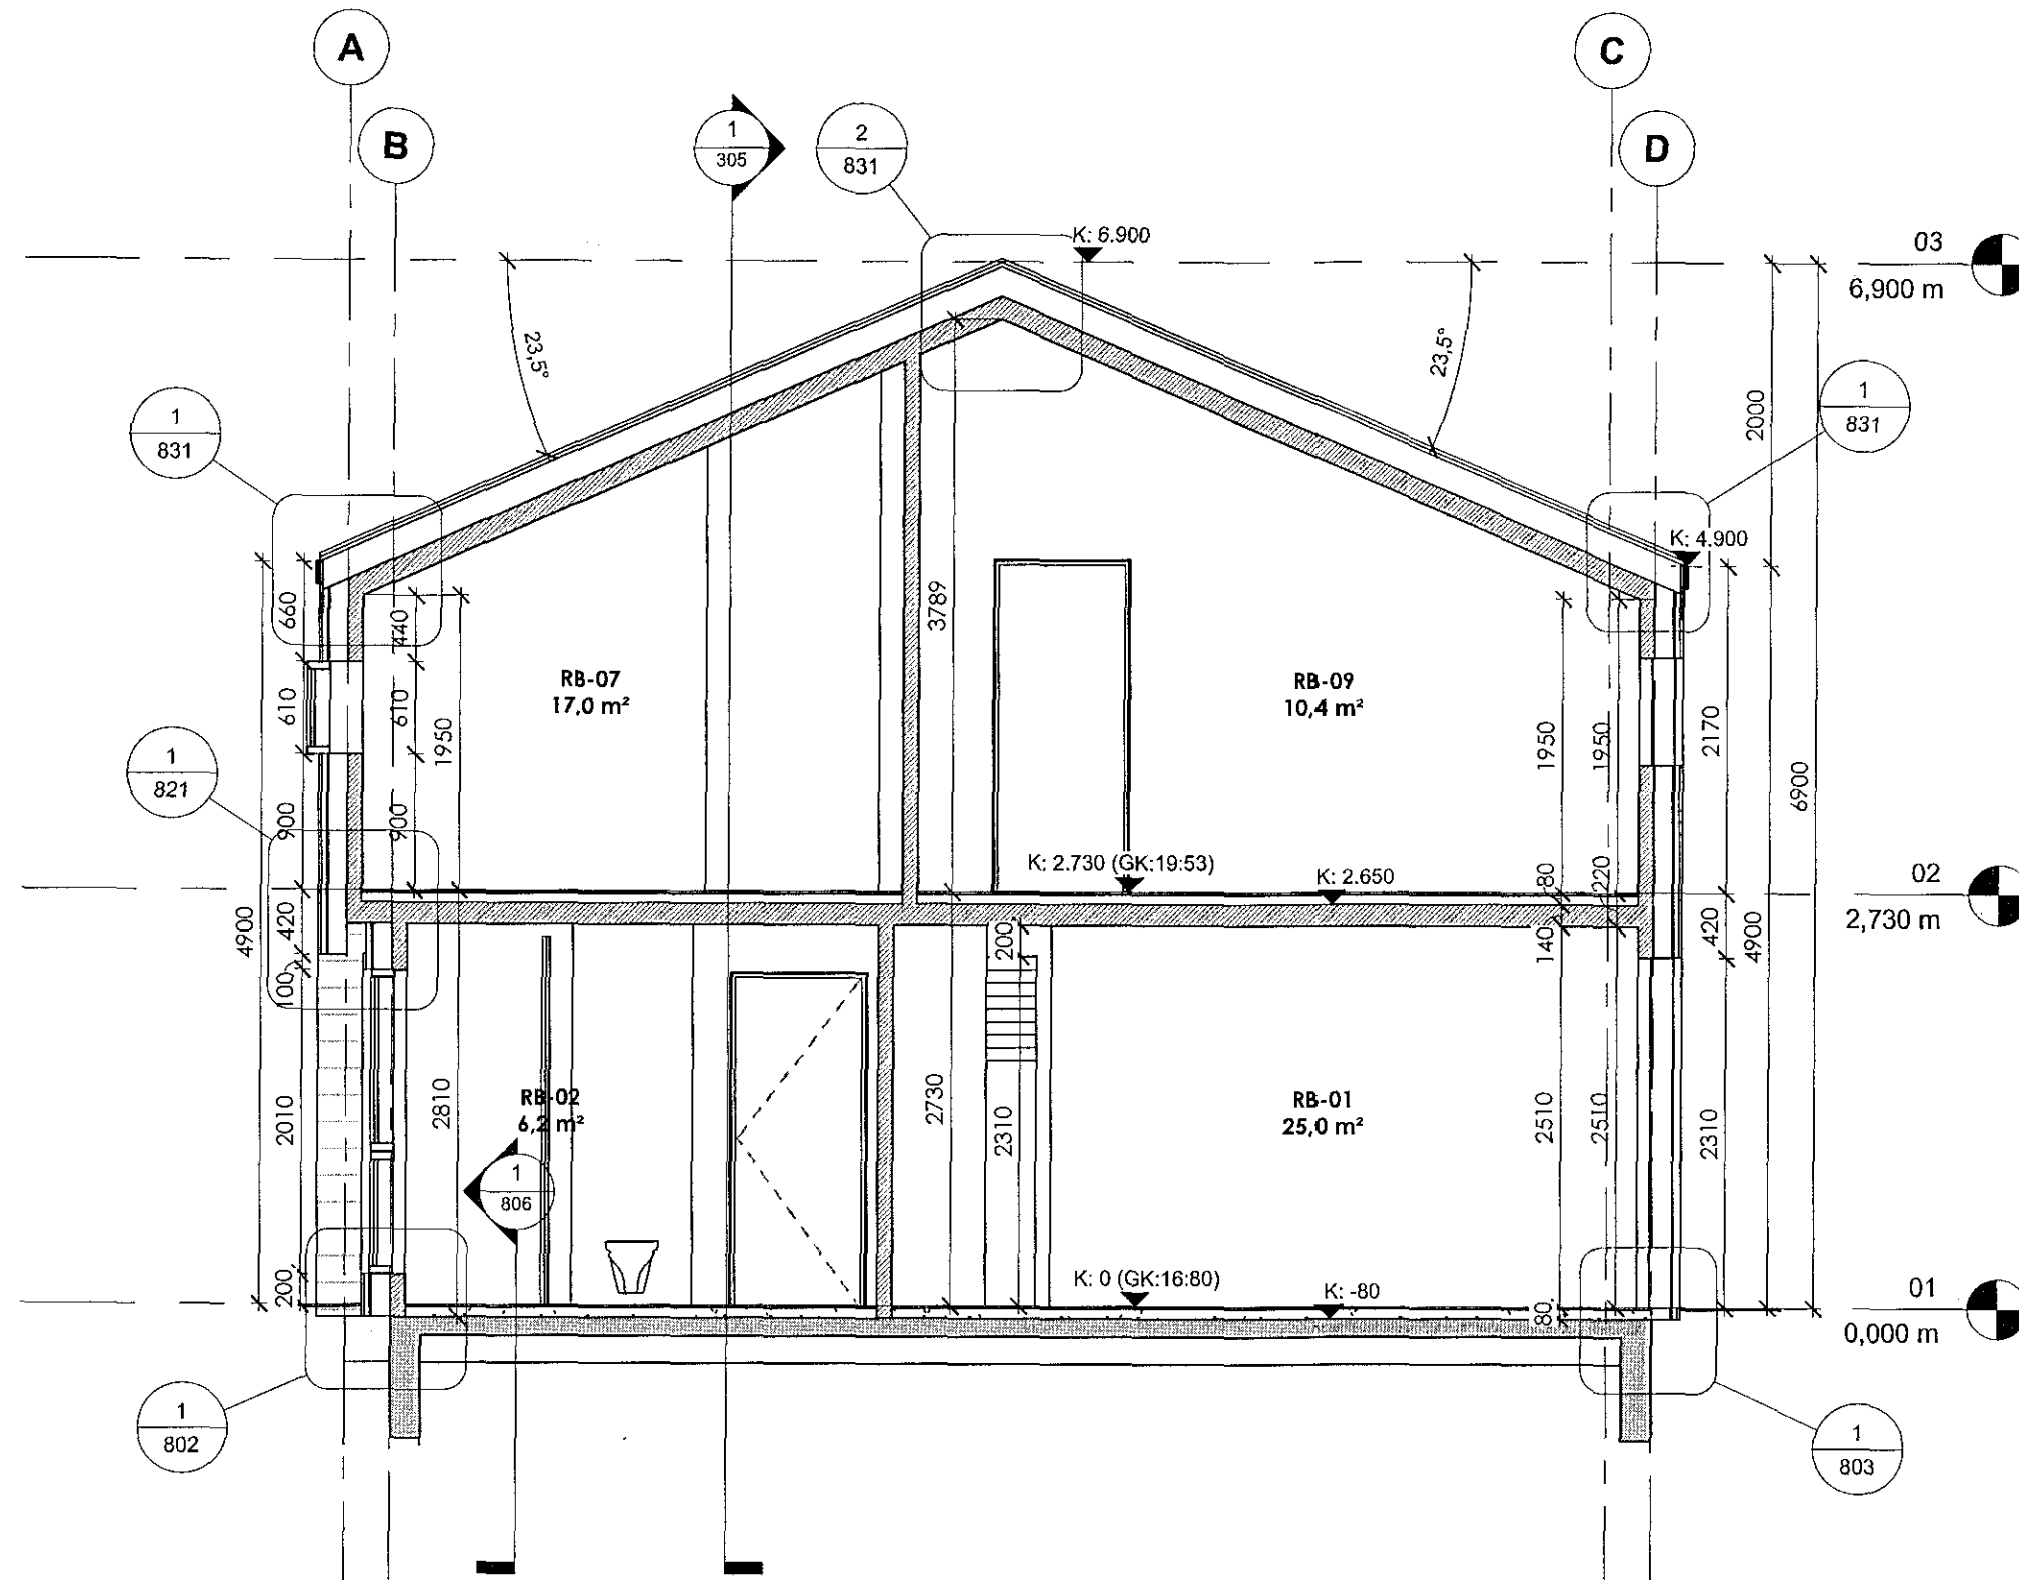 A
C
B
D
1
305
2
831
K: 6.900
03
6,900 m
23,5°
23,5°
1
831
1
831
2000
K: 4.900
660
440
3789
RB-07
17,0 m²
RB-09
10,4 m²
610
610
1950
1950
1950
2170
6900
1
821
900
900
K: 2.730 (GK:19:53)
K: 2.650
80
220
02
2,730 m
4900
420
100
200
140
420
4900
2010
2810
RB-02
6,2 m²
2730
2310
RB-01
25,0 m²
2510
2510
2310
1
806
200
K: 0 (GK:16:80)
K: -80
80
01
0,000 m
1
802
1
803